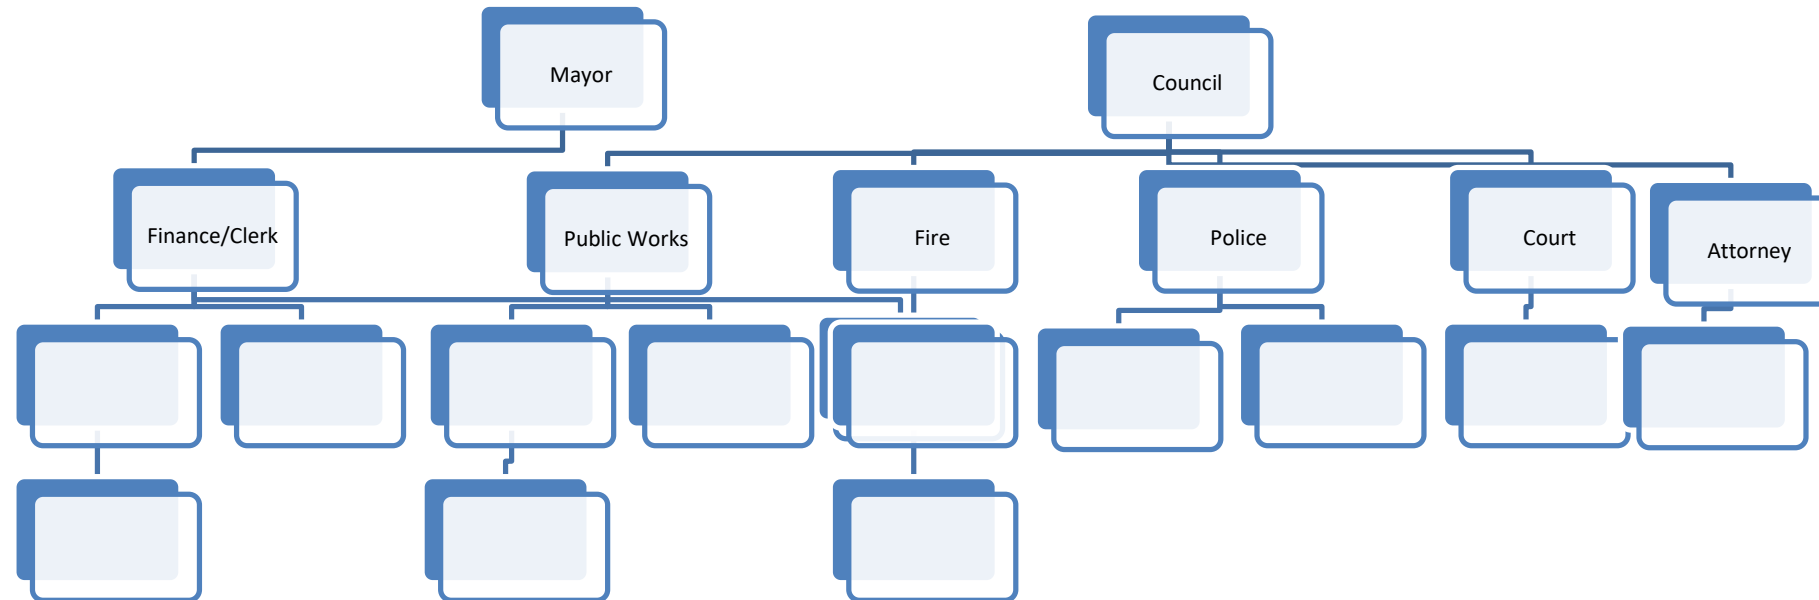 Mayor
Council
Finance/Clerk
Public Works
Fire
Police
Court
Attorney